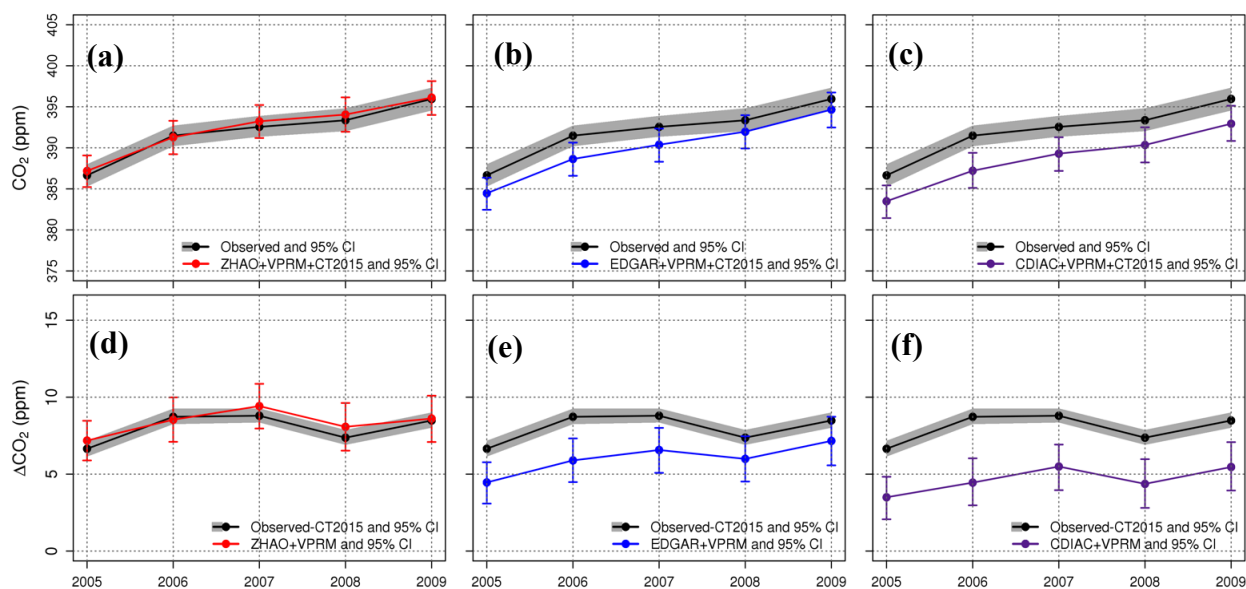 (a)
(b)
(c)
CO2 (ppm)
405
400
395
390
385
380
375
Observed and 95% CI
ZHAO+VPRM+CT2015 and 95% CI
Observed and 95% CI
EDGAR+VPRM+CT2015 and 95% CI
Observed and 95% CI
CDIAC+VPRM+CT2015 and 95% CI
(d)
(e)
(f)
ΔCO2 (ppm)
15
10
5
0
Observed-CT2015 and 95% CI
ZHAO+VPRM and 95% CI
Observed-CT2015 and 95% CI
EDGAR+VPRM and 95% CI
Observed-CT2015 and 95% CI
CDIAC+VPRM and 95% CI
2005 2006 2007 2008 2009
2005 2006 2007 2008 2009
2005 2006 2007 2008 2009